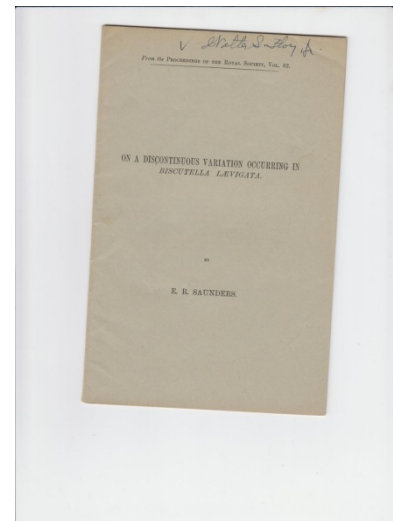 From the PROCEEDINGS OF THE ROYAL SOCIETY, VOL. 62.
ON A DISCONTINUOUS VARIATION OCCURRING IN
BISCUTELLA LÆVIGATA.
BY
E. R. SAUNDERS.